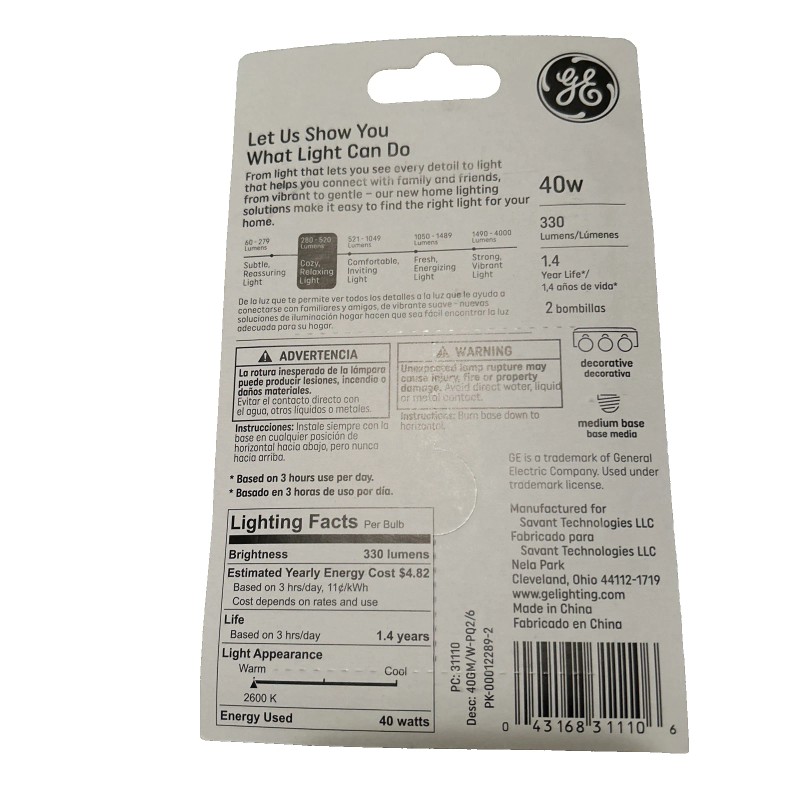 GE
Let Us Show You
What Light Can Do
From light that lets you see every detail to light
that helps you connect with family and friends,
from vibrant to gentle – our new home lighting
solutions make it easy to find the right light for your
home.
60 - 279
Lumens
Subtle,
Reassuring
Light
280 - 520
Lumens
Cozy,
Relaxing
Light
521 - 1049
Lumens
Comfortable,
Inviting
Light
1050 - 1489
Lumens
Fresh,
Energizing
Light
1490 - 4000
Lumens
Strong,
Vibrant
Light
De la luz que te permite ver todos los detalles a la luz que le ayuda a
conectarse con familiares y amigos, de vibrante suave - nuevas
soluciones de iluminación hogar hacen que sea fácil encontrar la luz
adecuada para su hogar.
40w
330
Lumens/Lúmenes
1.4
Year Life*/
1,4 años de vida*
2 bombillas
decorative
decorativa
medium base
base media
ADVERTENCIA
La rotura inesperada de la lámpara
puede producir lesiones, incendio o
daños materiales.
Evitar el contacto directo con
el agua, otros líquidos o metales.
Instrucciones: Instale siempre con la
base en cualquier posición de
horizontal hacia abajo, pero nunca
hacia arriba.
WARNING
Unexpected lamp rupture may
cause injury, fire or property
damage. Avoid direct water, liquid
or metal contact.
Instructions: Burn base down to
horizontal.
* Based on 3 hours use per day.
* Basado en 3 horas de uso por día.
GE is a trademark of General
Electric Company. Used under
trademark license.
Manufactured for
Savant Technologies LLC
Fabricado para
Savant Technologies LLC
Nela Park
Cleveland, Ohio 44112-1719
www.gelighting.com
Made in China
Fabricado en China
Lighting Facts Per Bulb
Brightness 330 lumens
Estimated Yearly Energy Cost $4.82
Based on 3 hrs/day, 11¢/kWh
Cost depends on rates and use
Life
Based on 3 hrs/day 1.4 years
Light Appearance
Warm Cool
2600 K
Energy Used 40 watts
PC: 31110
Desc: 40GM/W-PQ2/6
PK-00012289-2
0 43168 31110 6